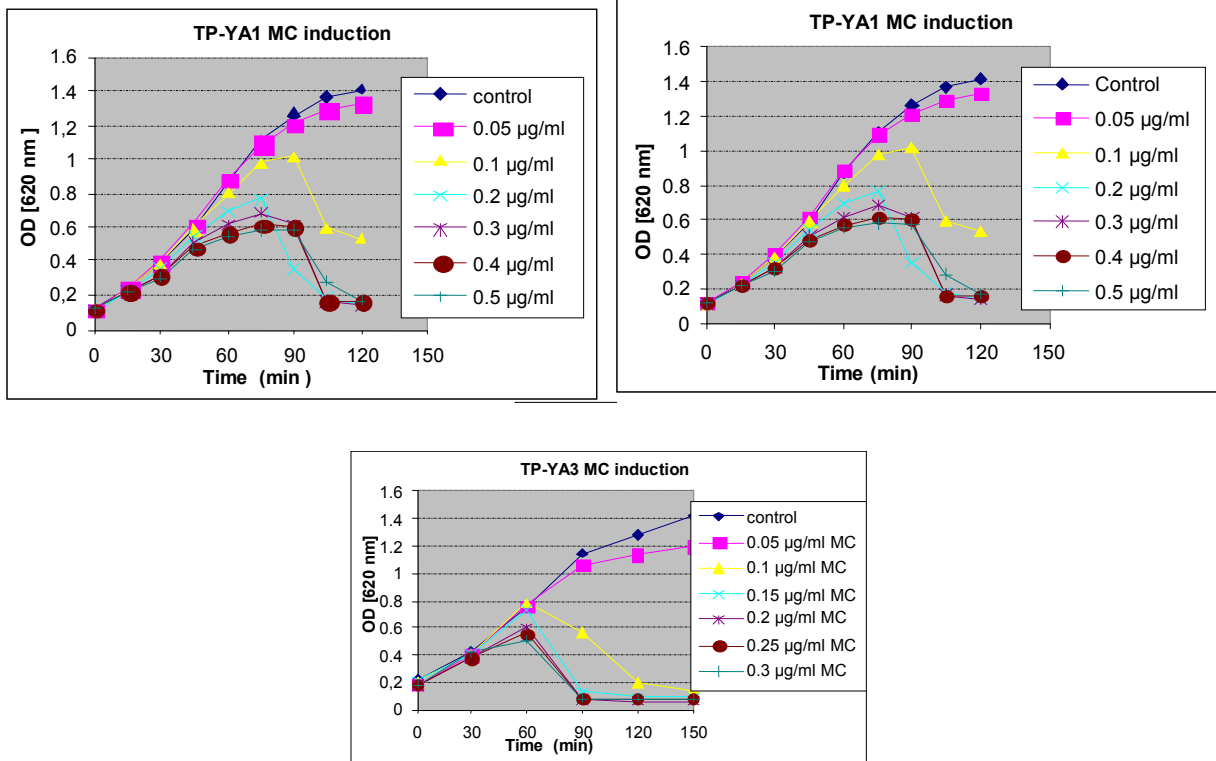 TP-YA1 MC induction
OD [620 nm]
1.6
1.4
1.2
1
0.8
0.6
0.4
0,2
0
0 30 60 90 120 150
Time (min )
control
0.05 µg/ml
0.1 µg/ml
0.2 µg/ml
0.3 µg/ml
0.4 µg/ml
0.5 µg/ml
TP-YA1 MC induction
OD [620 nm]
1.6
1.4
1.2
1
0.8
0.6
0.4
0.2
0
0 30 60 90 120 150
Time (min)
Control
0.05 µg/ml
0.1 µg/ml
0.2 µg/ml
0.3 µg/ml
0.4 µg/ml
0.5 µg/ml
TP-YA3 MC induction
OD [620 nm]
1.6
1.4
1.2
1
0.8
0.6
0.4
0,2
0
0 30 60 90 120 150
Time (min)
control
0.05 µg/ml MC
0.1 µg/ml MC
0.15 µg/ml MC
0.2 µg/ml MC
0.25 µg/ml MC
0.3 µg/ml MC